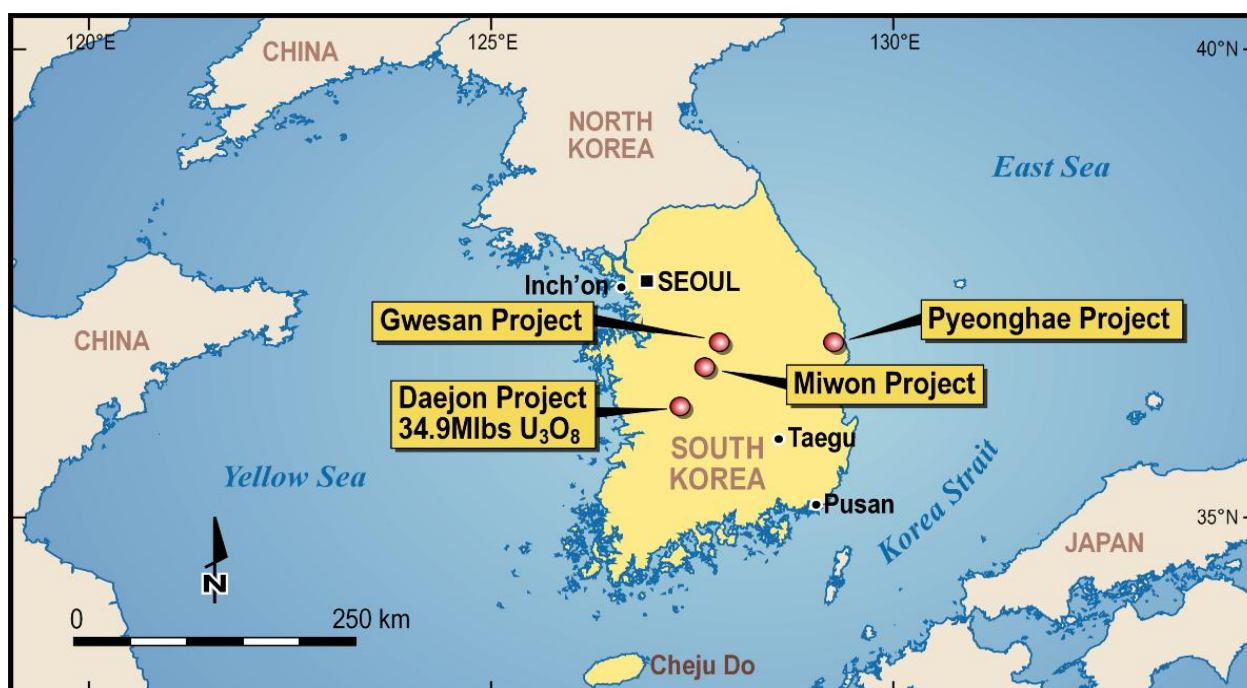 120°E
125°E
130°E
40°N
CHINA
NORTH
KOREA
East Sea
Inch'on
SEOUL
Gwesan Project
Pyeonghae Project
CHINA
Miwon Project
Daejon Project
34.9Mlbs U₃O₈
Taegu
SOUTH
KOREA
Yellow Sea
Pusan
Korea Strait
35°N
JAPAN
N
0 250 km
Cheju Do